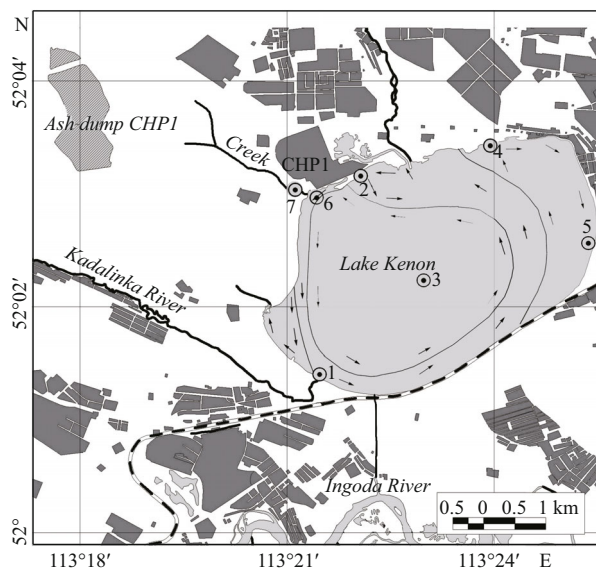 N
52°04′
Ash-dump CHP1
Creek
CHP1
4
2
7
6
5
Lake Kenon
3
Kadalinka River
52°02′
1
Ingoda River
0.5 0 0.5 1 km
52°
113°18′ 113°21′ 113°24′ E